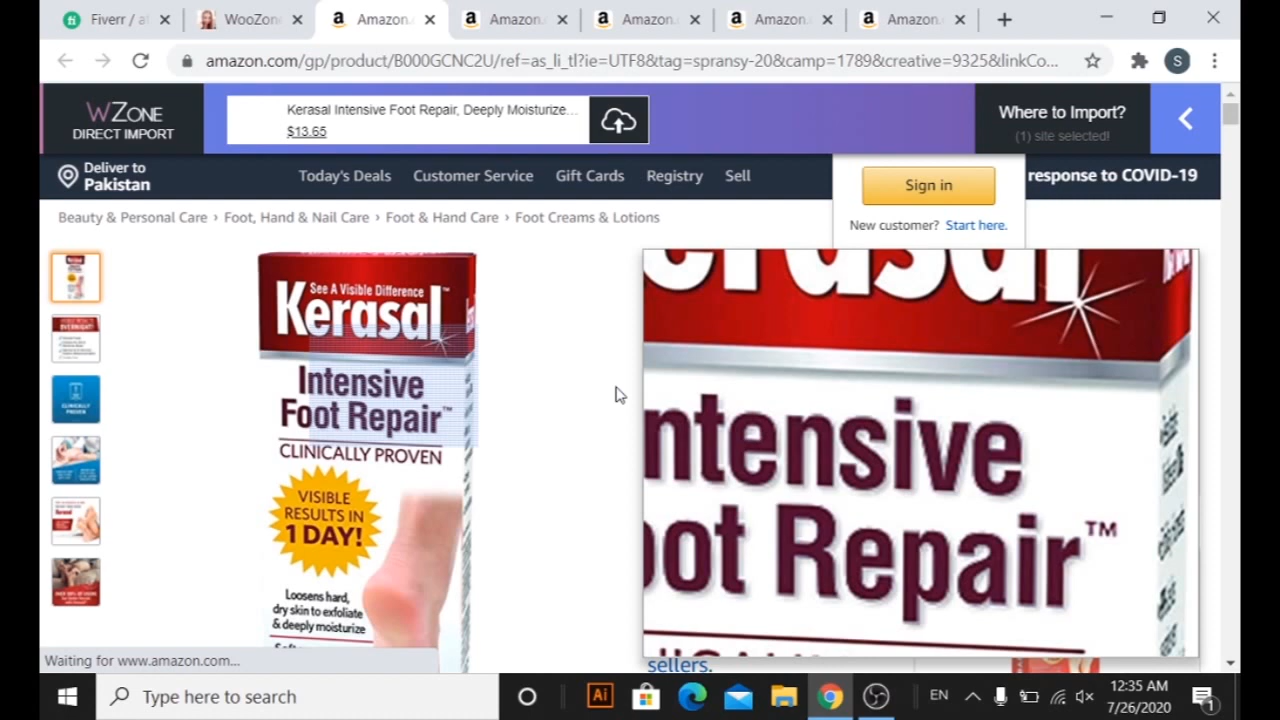 Fiverr / a
WooZone
Amazon.
Amazon.
Amazon.
Amazon.
Amazon.
amazon.com/gp/product/B000GCNC2U/ref=as_li_tl?ie=UTF8&tag=spransy-20&camp=1789&creative=9325&linkCo...
S
WZONE
DIRECT IMPORT
Kerasal Intensive Foot Repair, Deeply Moisturize...
$13.65
Where to Import?
(1) site selected!
Deliver to
Pakistan
Today's Deals
Customer Service
Gift Cards
Registry
Sell
Sign in
response to COVID-19
New customer? Start here.
Beauty & Personal Care › Foot, Hand & Nail Care › Foot & Hand Care › Foot Creams & Lotions
See A Visible Difference™
Kerasal
Intensive
Foot Repair™
CLINICALLY PROVEN
VISIBLE
RESULTS IN
1 DAY!
Loosens hard,
dry skin to exfoliate
& deeply moisturize
erasal
ntensive
oot Repair™
sellers.
Waiting for www.amazon.com...
Type here to search
Ai
EN
12:35 AM
7/26/2020
1